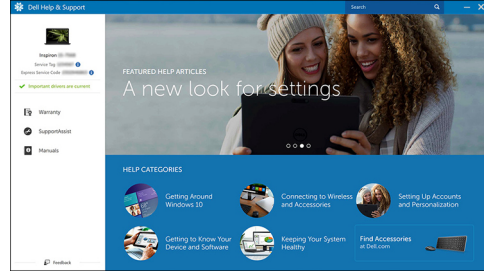 Dell Help & Support
Search
Inspiron
Service Tag
Express Service Code
Important drivers are current
Warranty
SupportAssist
Manuals
Feedback
FEATURED HELP ARTICLES
A new look for settings
HELP CATEGORIES
Getting Around
Windows 10
Connecting to Wireless
and Accessories
Setting Up Accounts
and Personalization
Getting to Know Your
Device and Software
Keeping Your System
Healthy
Find Accessories
at Dell.com